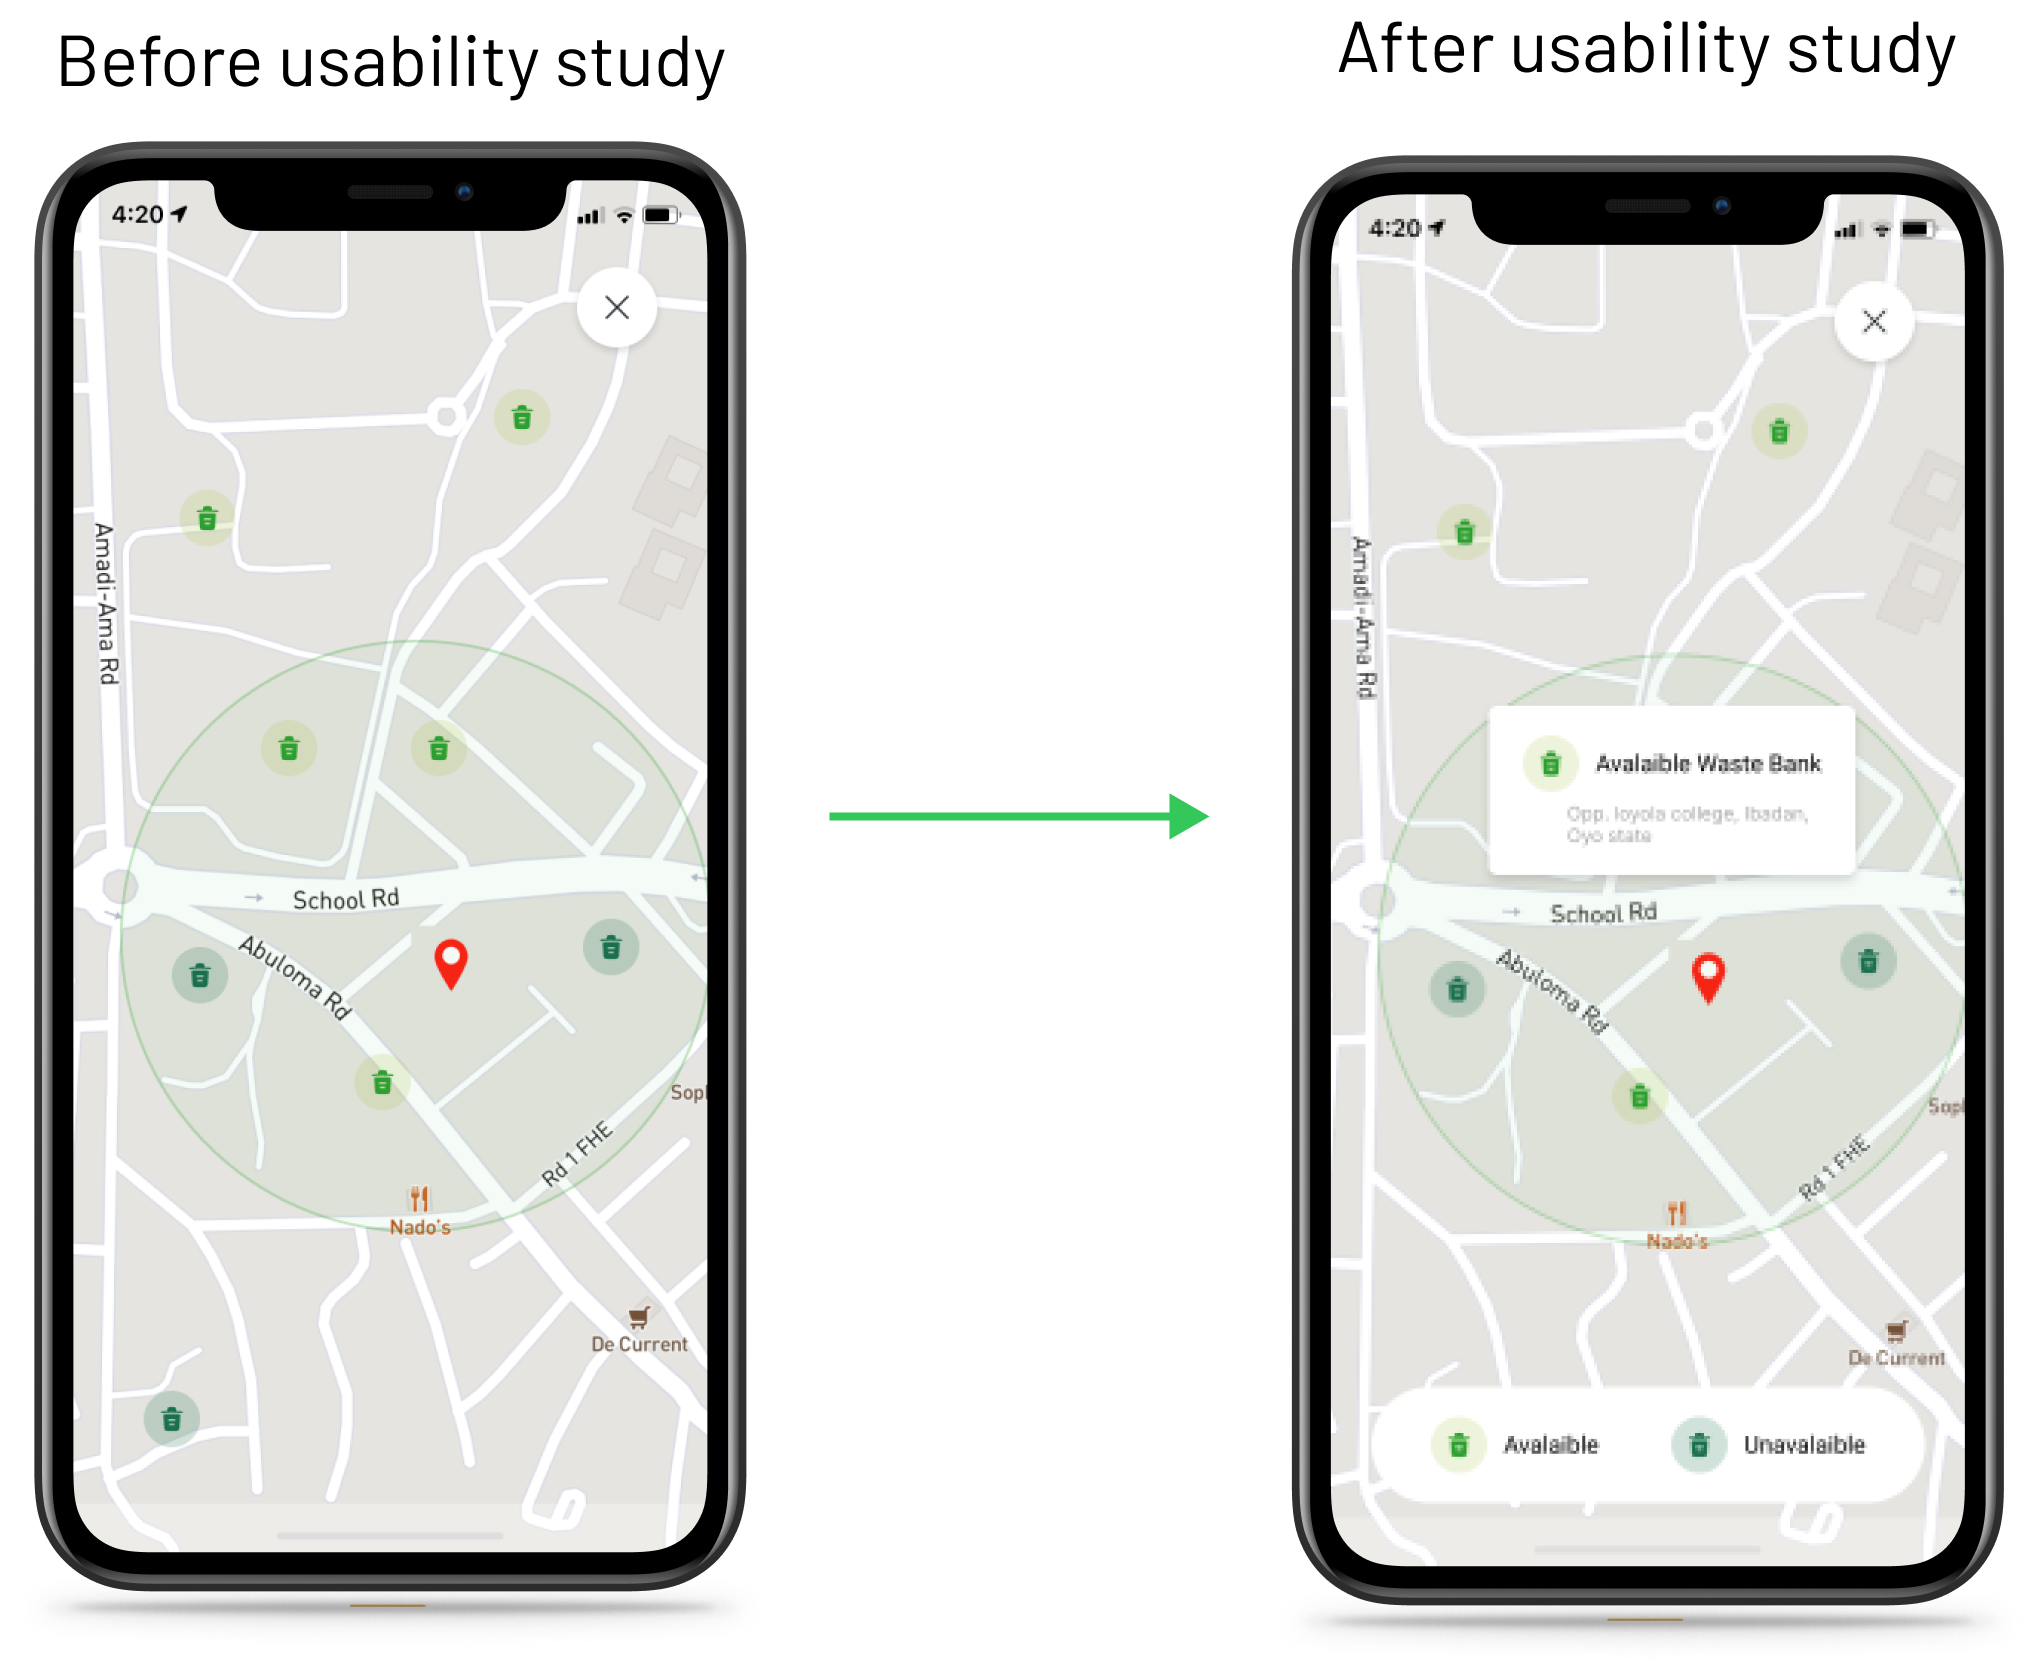 Before usability study
After usability study
4:20
Amadi-Ama Rd
School Rd
Abuloma Rd
Sopl
Rd 1 FHE
Nado's
De Current
4:20
Amadi-Ama Rd
Avalaible Waste Bank
Opp. loyola college, Ibadan,
Oyo state
School Rd
Abuloma Rd
Sopl
Rd 1 FHE
Nado's
De Current
Avalaible
Unavalaible